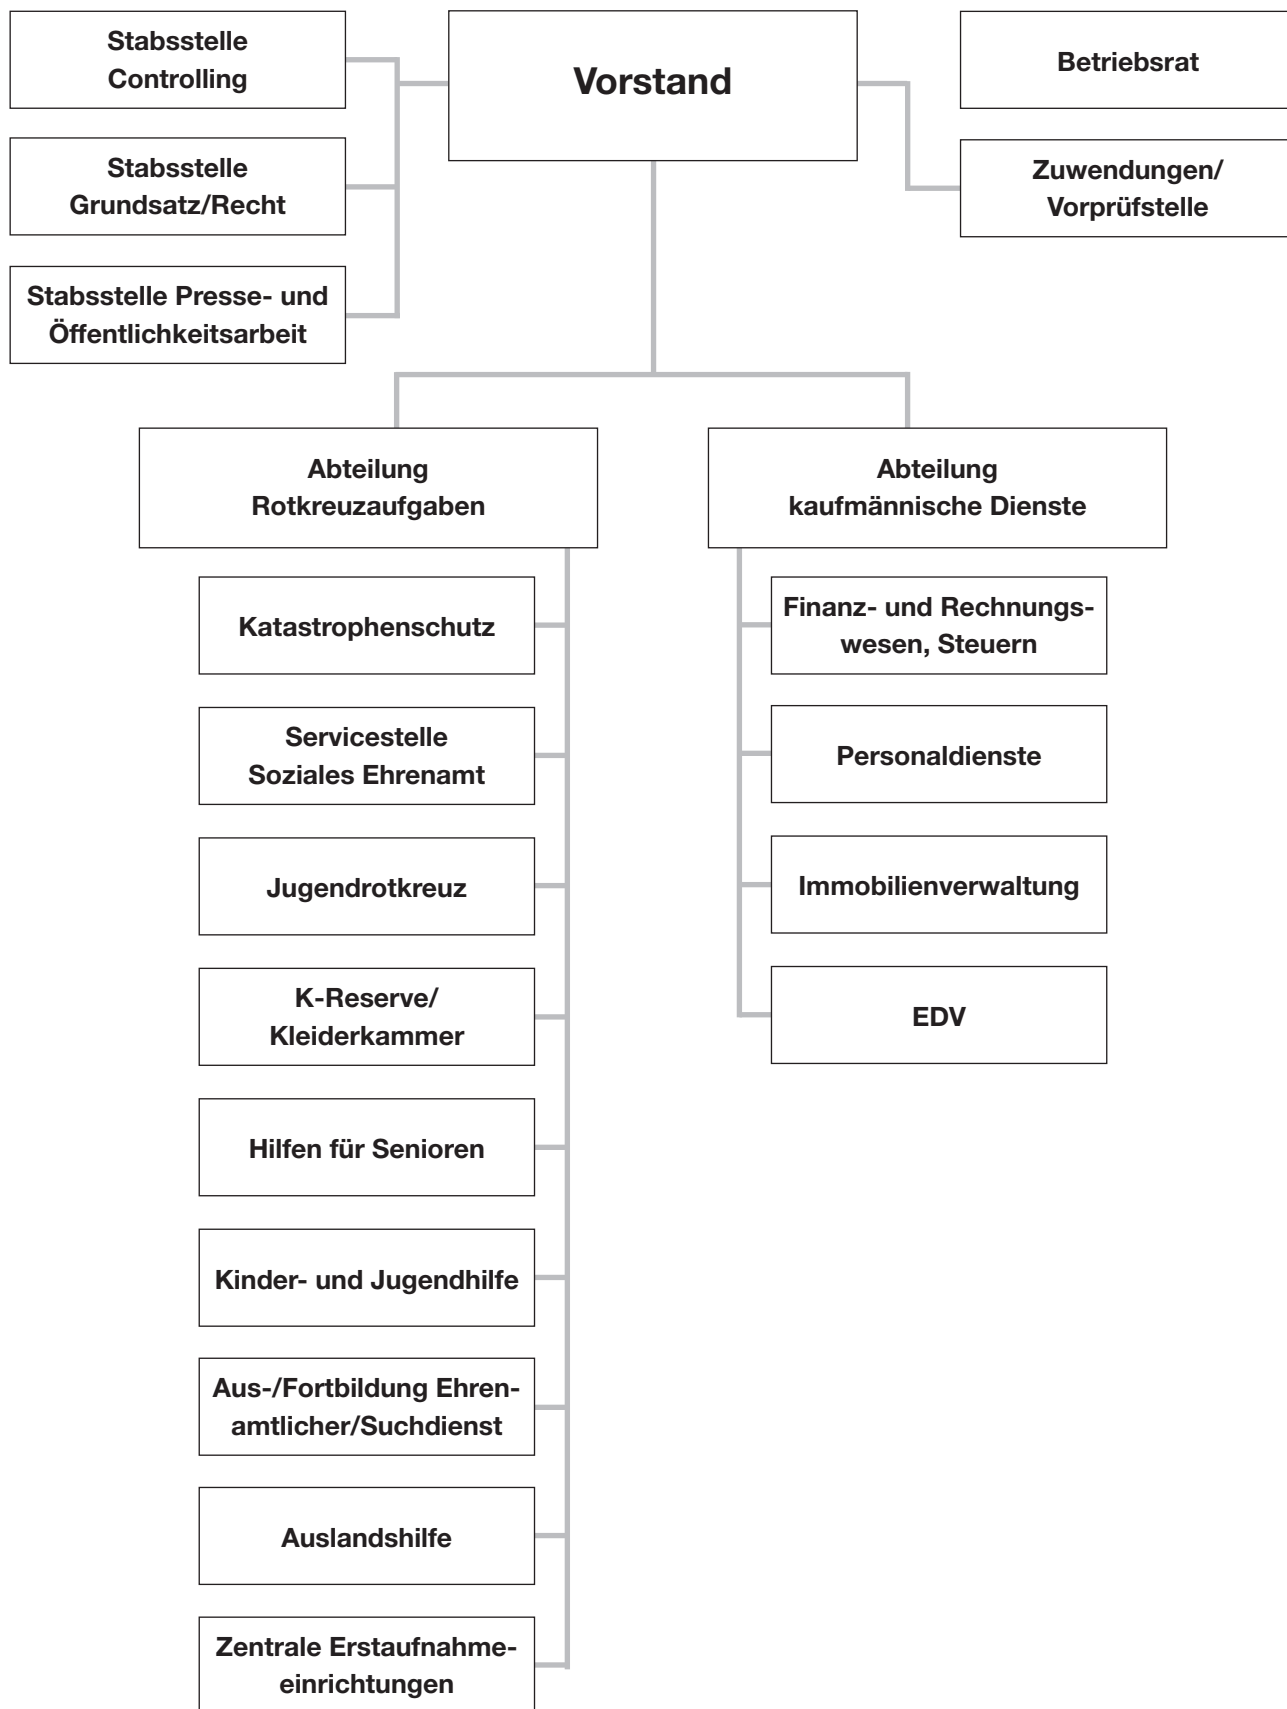 Stabsstelle
Controlling
Vorstand
Betriebsrat
Stabsstelle
Grundsatz/Recht
Zuwendungen/
Vorprüfstelle
Stabsstelle Presse- und
Öffentlichkeitsarbeit
Abteilung
Rotkreuzaufgaben
Katastrophenschutz
Servicestelle
Soziales Ehrenamt
Jugendrotkreuz
K-Reserve/
Kleiderkammer
Hilfen für Senioren
Kinder- und Jugendhilfe
Aus-/Fortbildung Ehren-
amtlicher/Suchdienst
Auslandshilfe
Zentrale Erstaufnahme-
einrichtungen
Abteilung
kaufmännische Dienste
Finanz- und Rechnungs-
wesen, Steuern
Personaldienste
Immobilienverwaltung
EDV